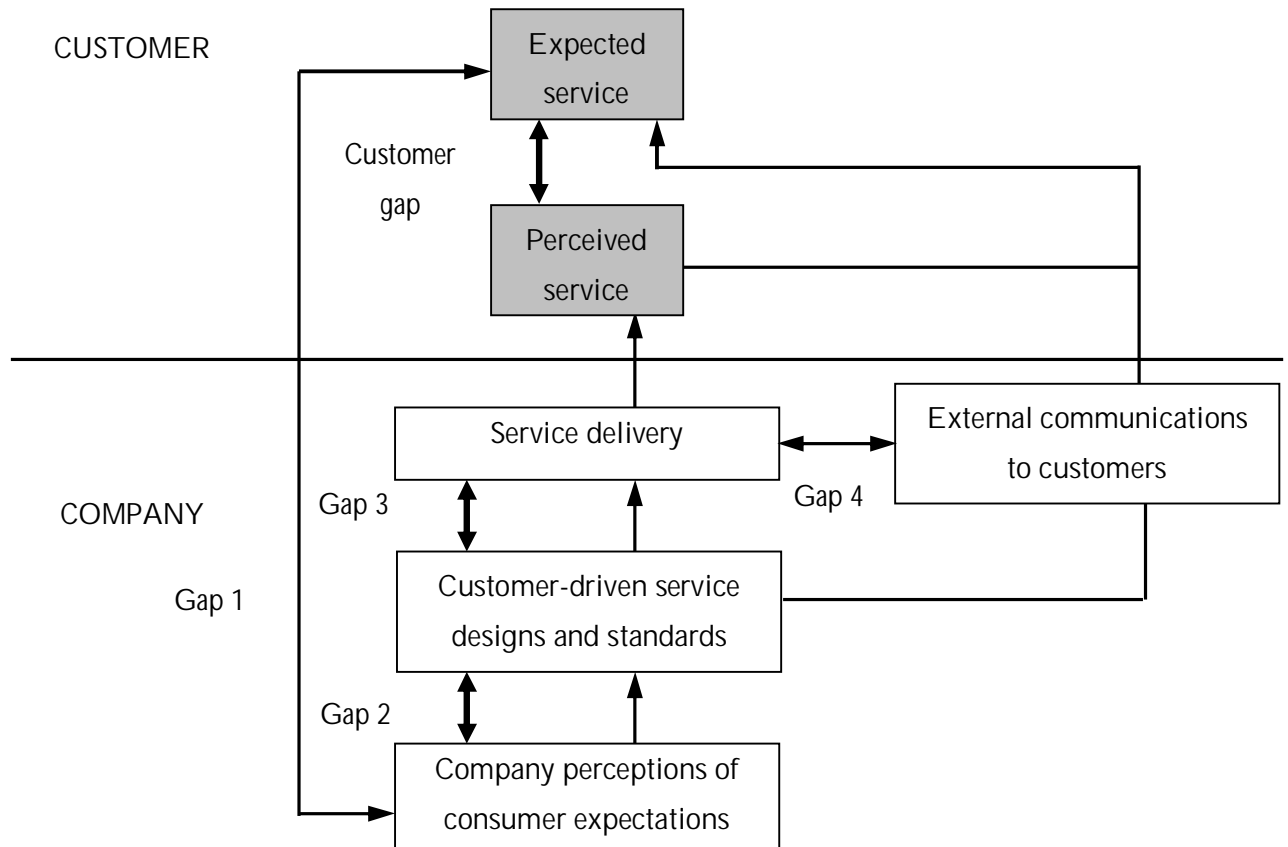 CUSTOMER
Expected
service
Customer
gap
Perceived
service
Service delivery
External communications
to customers
Gap 3
Gap 4
COMPANY
Gap 1
Customer-driven service
designs and standards
Gap 2
Company perceptions of
consumer expectations